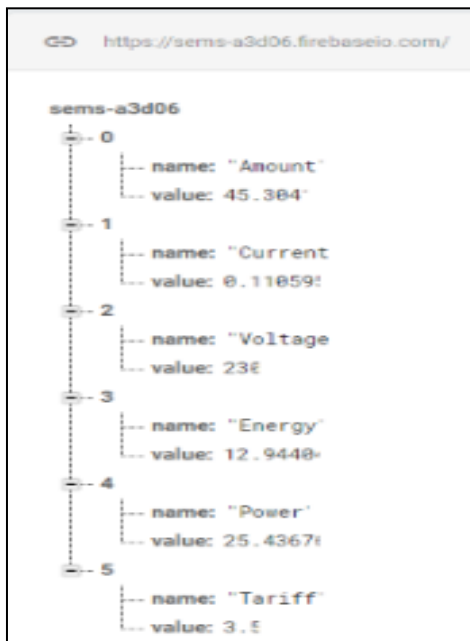 https://sems-a3d06.firebaseio.com/
sems-a3d06
0
name: "Amount"
value: 45.304
1
name: "Current
value: 0.11059
2
name: "Voltage
value: 230
3
name: "Energy"
value: 12.9440
4
name: "Power"
value: 25.4367
5
name: "Tariff"
value: 3.5